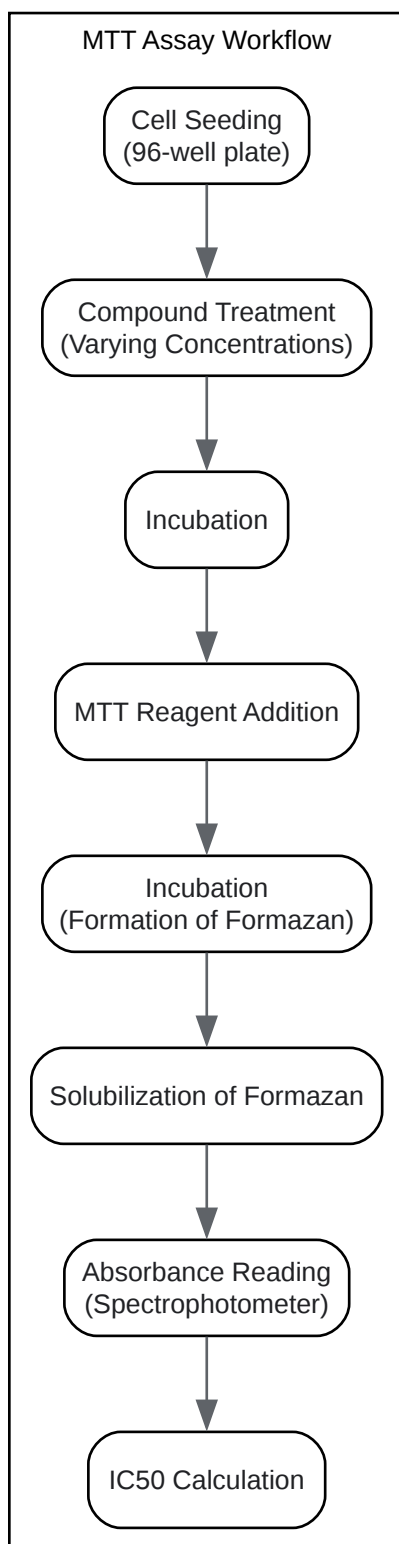 MTT Assay Workflow
Cell Seeding
(96-well plate)
Compound Treatment
(Varying Concentrations)
Incubation
MTT Reagent Addition
Incubation
(Formation of Formazan)
Solubilization of Formazan
Absorbance Reading
(Spectrophotometer)
IC50 Calculation